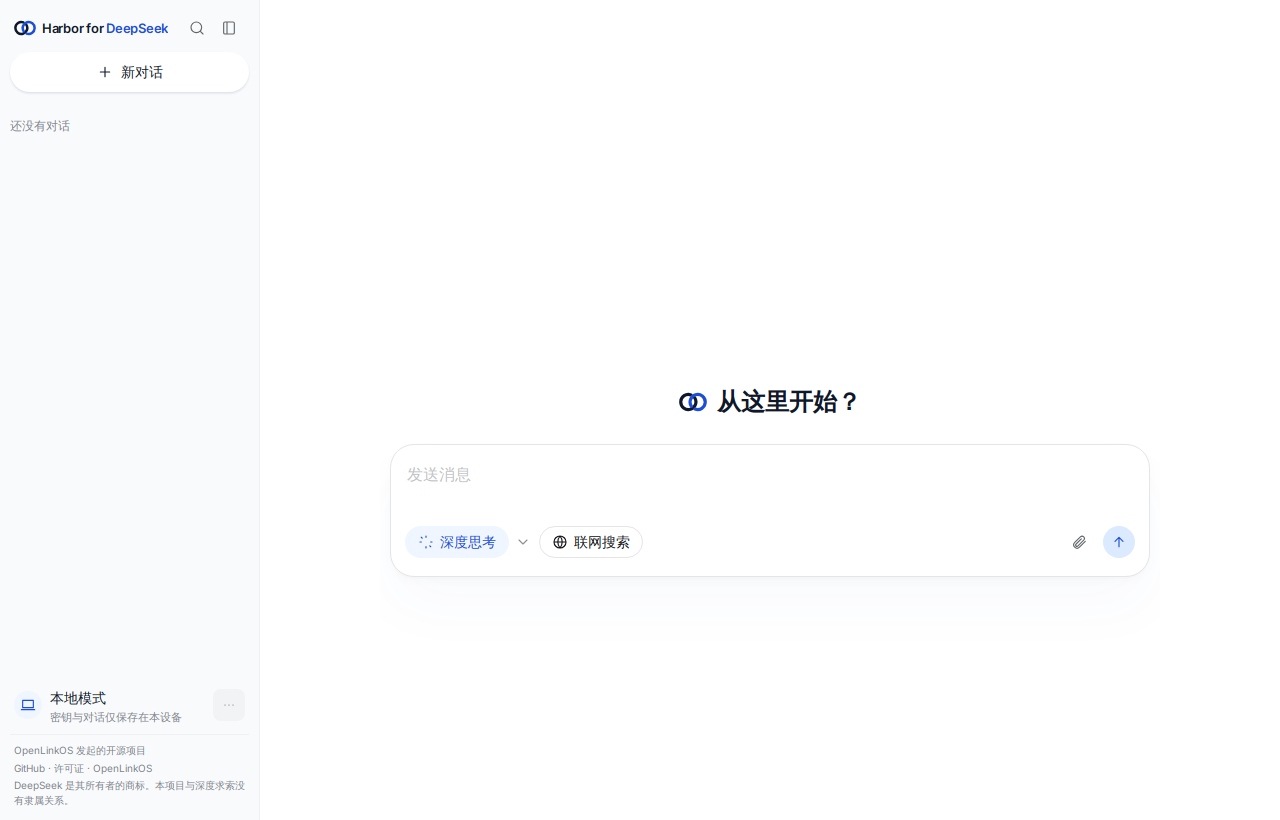 Harbor for DeepSeek
新对话
还没有对话
从这里开始？
发送消息
深度思考
联网搜索
本地模式
密钥与对话仅保存在本设备
OpenLinkOS 发起的开源项目
GitHub · 许可证 · OpenLinkOS
DeepSeek 是其所有者的商标。本项目与深度求索没
有隶属关系。